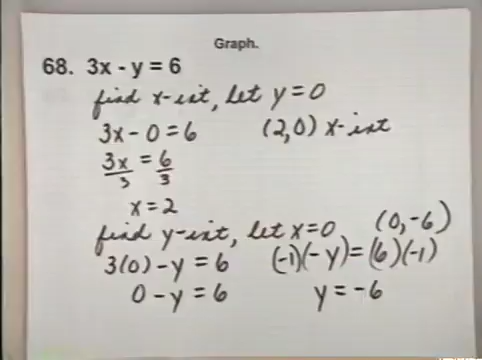 Graph.
68. 3x - y = 6
find x-int, let y=0
3x - 0 = 6 (2,0) x-int
3x/3 = 6/3
x = 2
find y-int, let x=0 (0,-6)
3(0) - y = 6 (-1)(-y) = (6)(-1)
0 - y = 6 y = -6